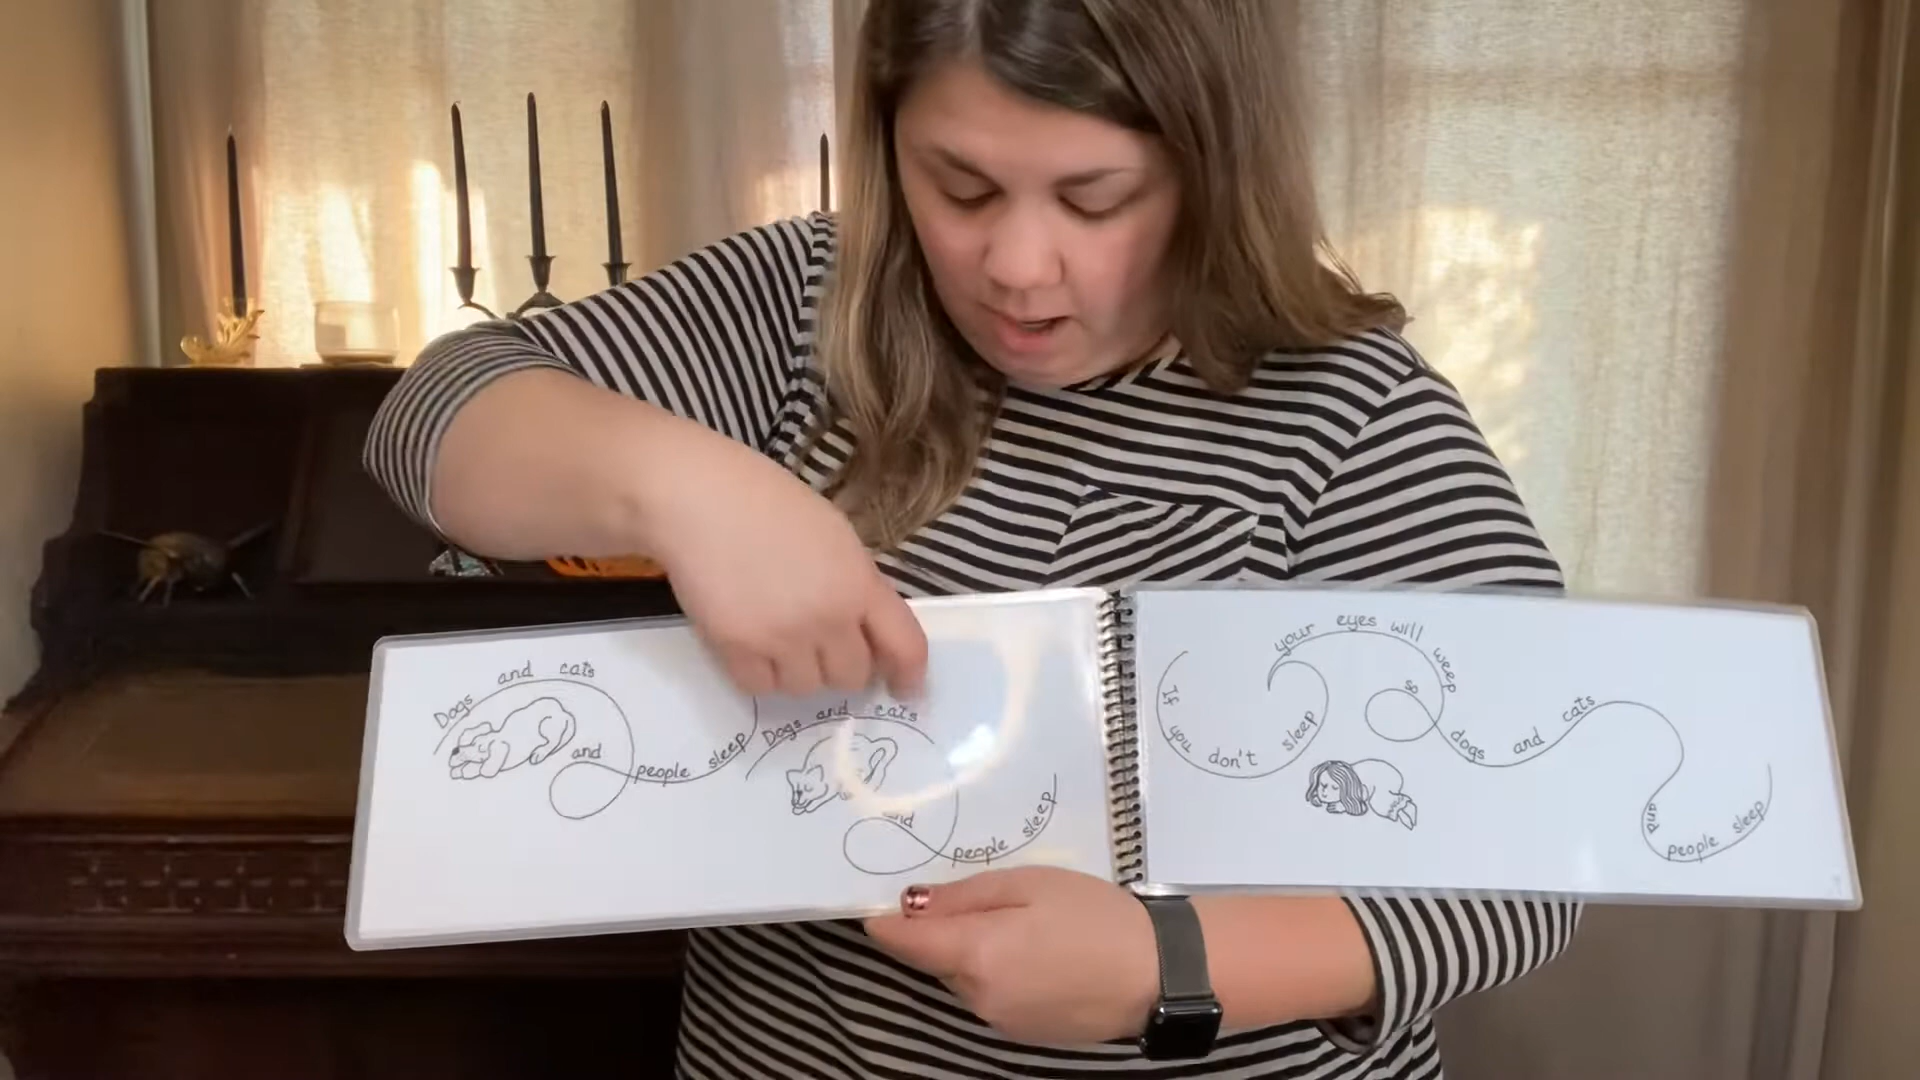 Dogs and cats and people sleep
Dogs and cats and people sleep
If you don't sleep your eyes will weep
& dogs and cats and people sleep